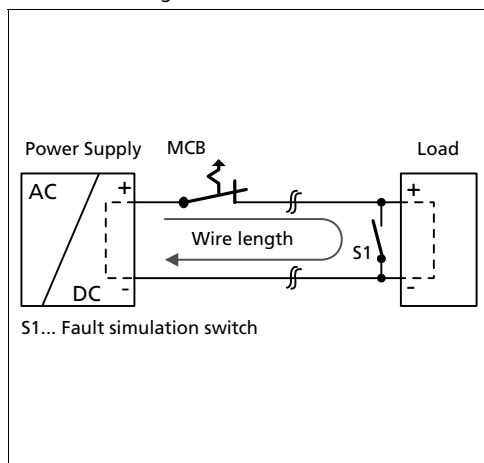 Power Supply MCB Load
AC + +
Wire length
S1
DC - -
S1... Fault simulation switch